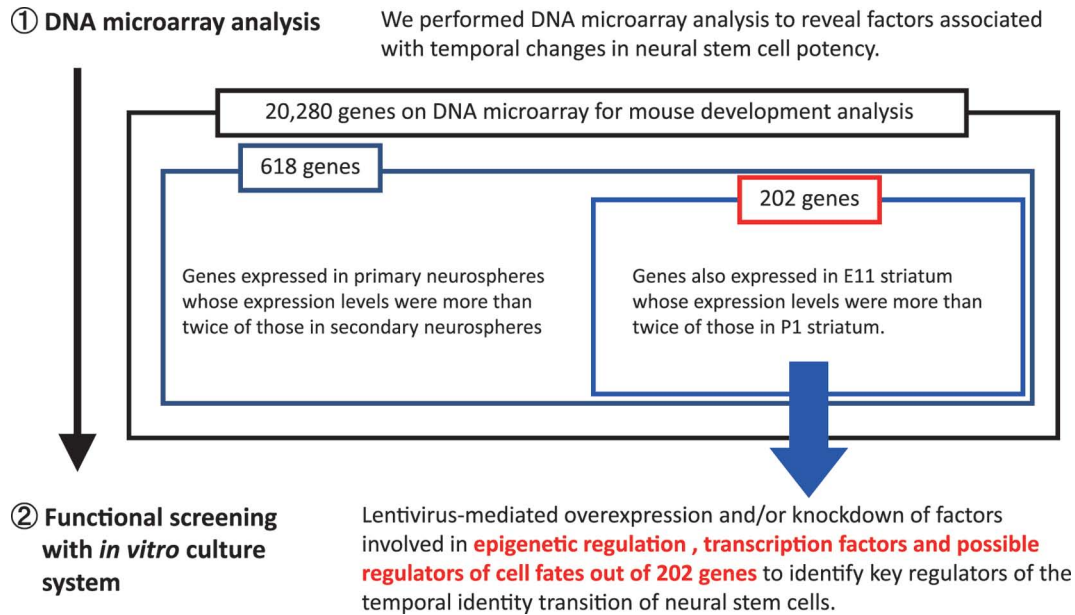 ① DNA microarray analysis
We performed DNA microarray analysis to reveal factors associated
with temporal changes in neural stem cell potency.
20,280 genes on DNA microarray for mouse development analysis
618 genes
202 genes
Genes expressed in primary neurospheres
whose expression levels were more than
twice of those in secondary neurospheres
Genes also expressed in E11 striatum
whose expression levels were more than
twice of those in P1 striatum.
② Functional screening
with in vitro culture
system
Lentivirus-mediated overexpression and/or knockdown of factors
involved in epigenetic regulation , transcription factors and possible
regulators of cell fates out of 202 genes to identify key regulators of the
temporal identity transition of neural stem cells.